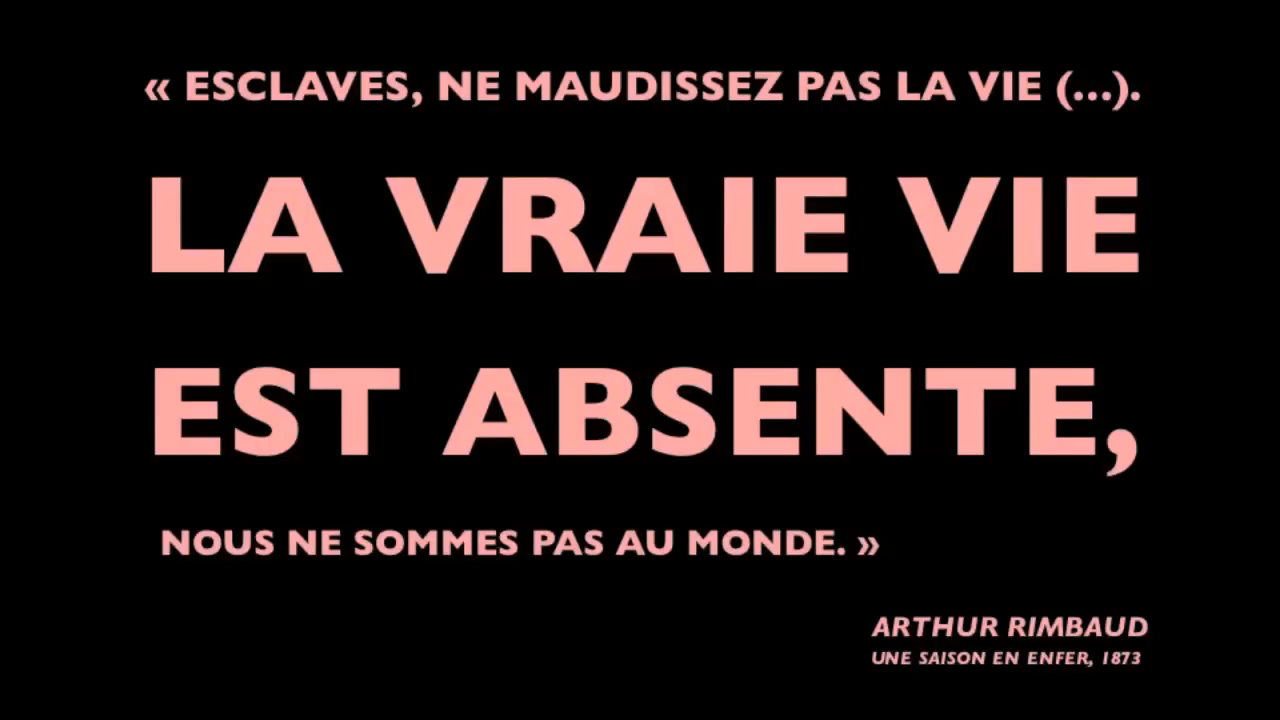 « ESCLAVES, NE MAUDISSEZ PAS LA VIE (...).
LA VRAIE VIE
EST ABSENTE,
NOUS NE SOMMES PAS AU MONDE. »
ARTHUR RIMBAUD
UNE SAISON EN ENFER, 1873